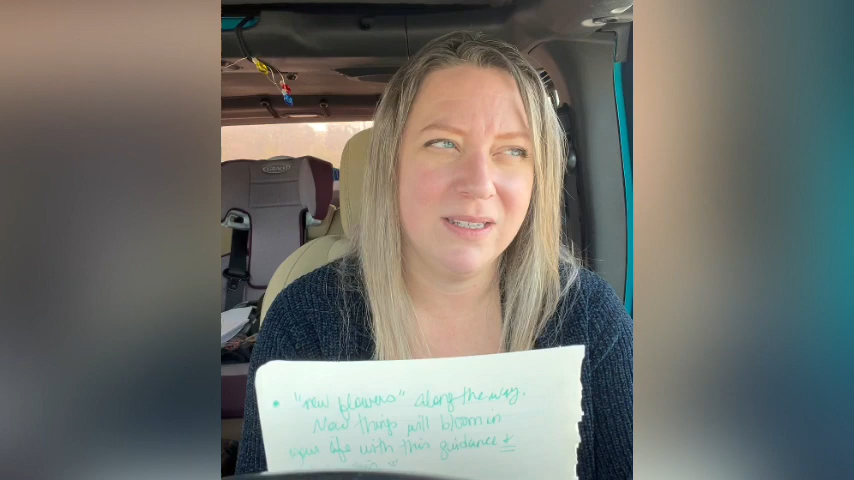 "new flowers" along the way.
New things will bloom in
your life with this guidance &